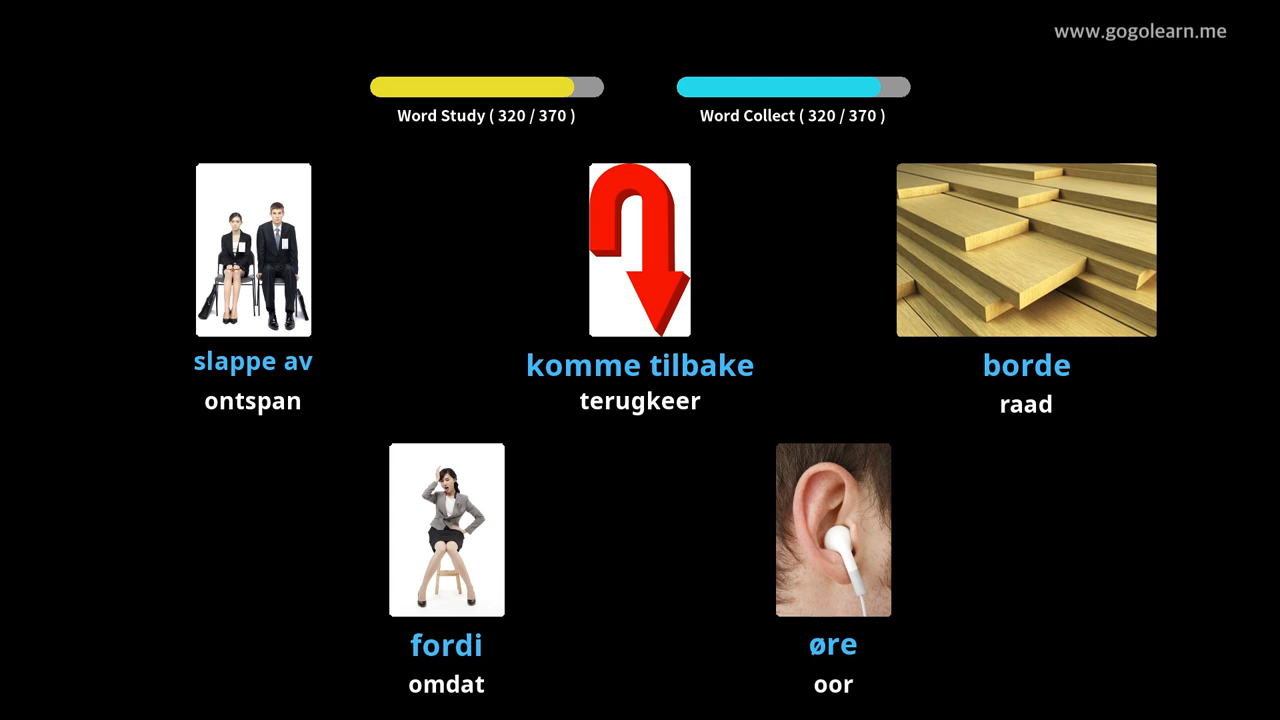 www.gogolearn.me
Word Study ( 320 / 370 )
Word Collect ( 320 / 370 )
slappe av
ontspan
komme tilbake
terugkeer
borde
raad
fordi
omdat
øre
oor